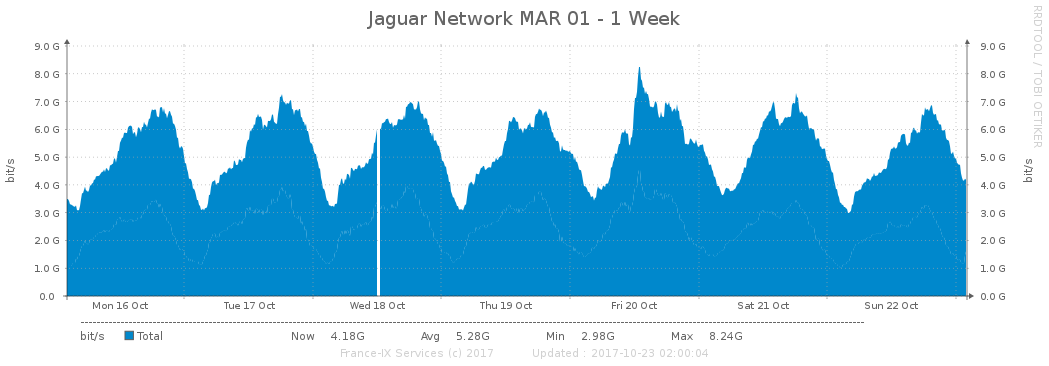 Jaguar Network MAR 01 - 1 Week
RRDTOOL / TOBI OETIKER
9.0 G 9.0 G
8.0 G 8.0 G
7.0 G 7.0 G
6.0 G 6.0 G
5.0 G 5.0 G
4.0 G 4.0 G
3.0 G 3.0 G
2.0 G 2.0 G
1.0 G 1.0 G
0.0 0.0 G
bit/s
bit/s
Mon 16 Oct Tue 17 Oct Wed 18 Oct Thu 19 Oct Fri 20 Oct Sat 21 Oct Sun 22 Oct
bit/s Total Now 4.18G Avg 5.28G Min 2.98G Max 8.24G
France-IX Services (c) 2017 Updated : 2017-10-23 02:00:04